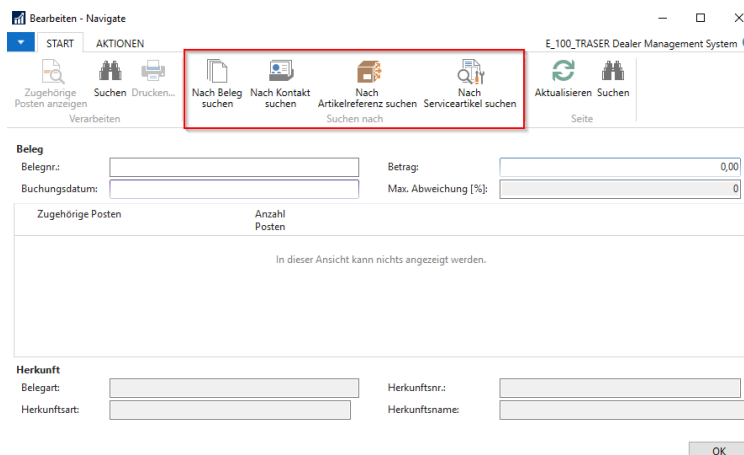 Bearbeiten - Navigate
START AKTIONEN E_100_TRASER Dealer Management System
Zugehörige Posten anzeigen
Suchen
Drucken...
Nach Beleg suchen
Nach Kontakt suchen
Nach Artikelreferenz suchen
Nach Serviceartikel suchen
Aktualisieren
Suchen
Verarbeiten Suchen nach Seite
Beleg
Belegnr.: Betrag: 0,00
Buchungsdatum: Max. Abweichung [%]: 0
Zugehörige Posten Anzahl
Posten
In dieser Ansicht kann nichts angezeigt werden.
Herkunft
Belegart: Herkunftsnr.:
Herkunftsart: Herkunftsname:
OK